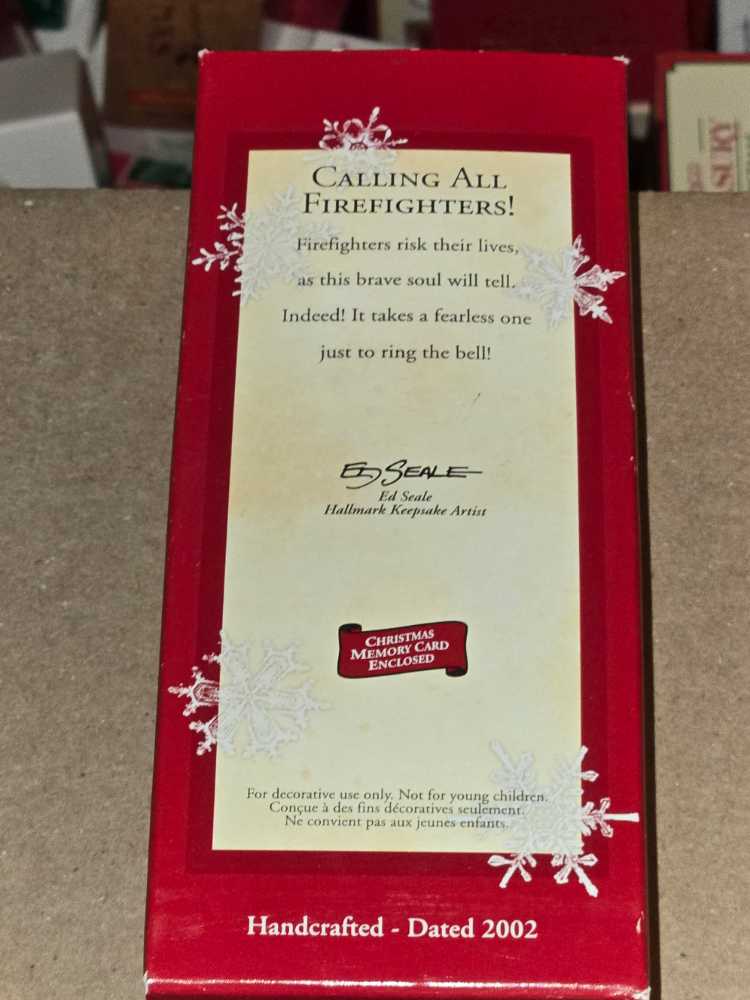 CALLING ALL
FIREFIGHTERS!
Firefighters risk their lives,
as this brave soul will tell.
Indeed! It takes a fearless one
just to ring the bell!
ED SEALE
Ed Seale
Hallmark Keepsake Artist
CHRISTMAS
MEMORY CARD
ENCLOSED
For decorative use only. Not for young children.
Conçue à des fins décoratives seulement.
Ne convient pas aux jeunes enfants.
Handcrafted - Dated 2002